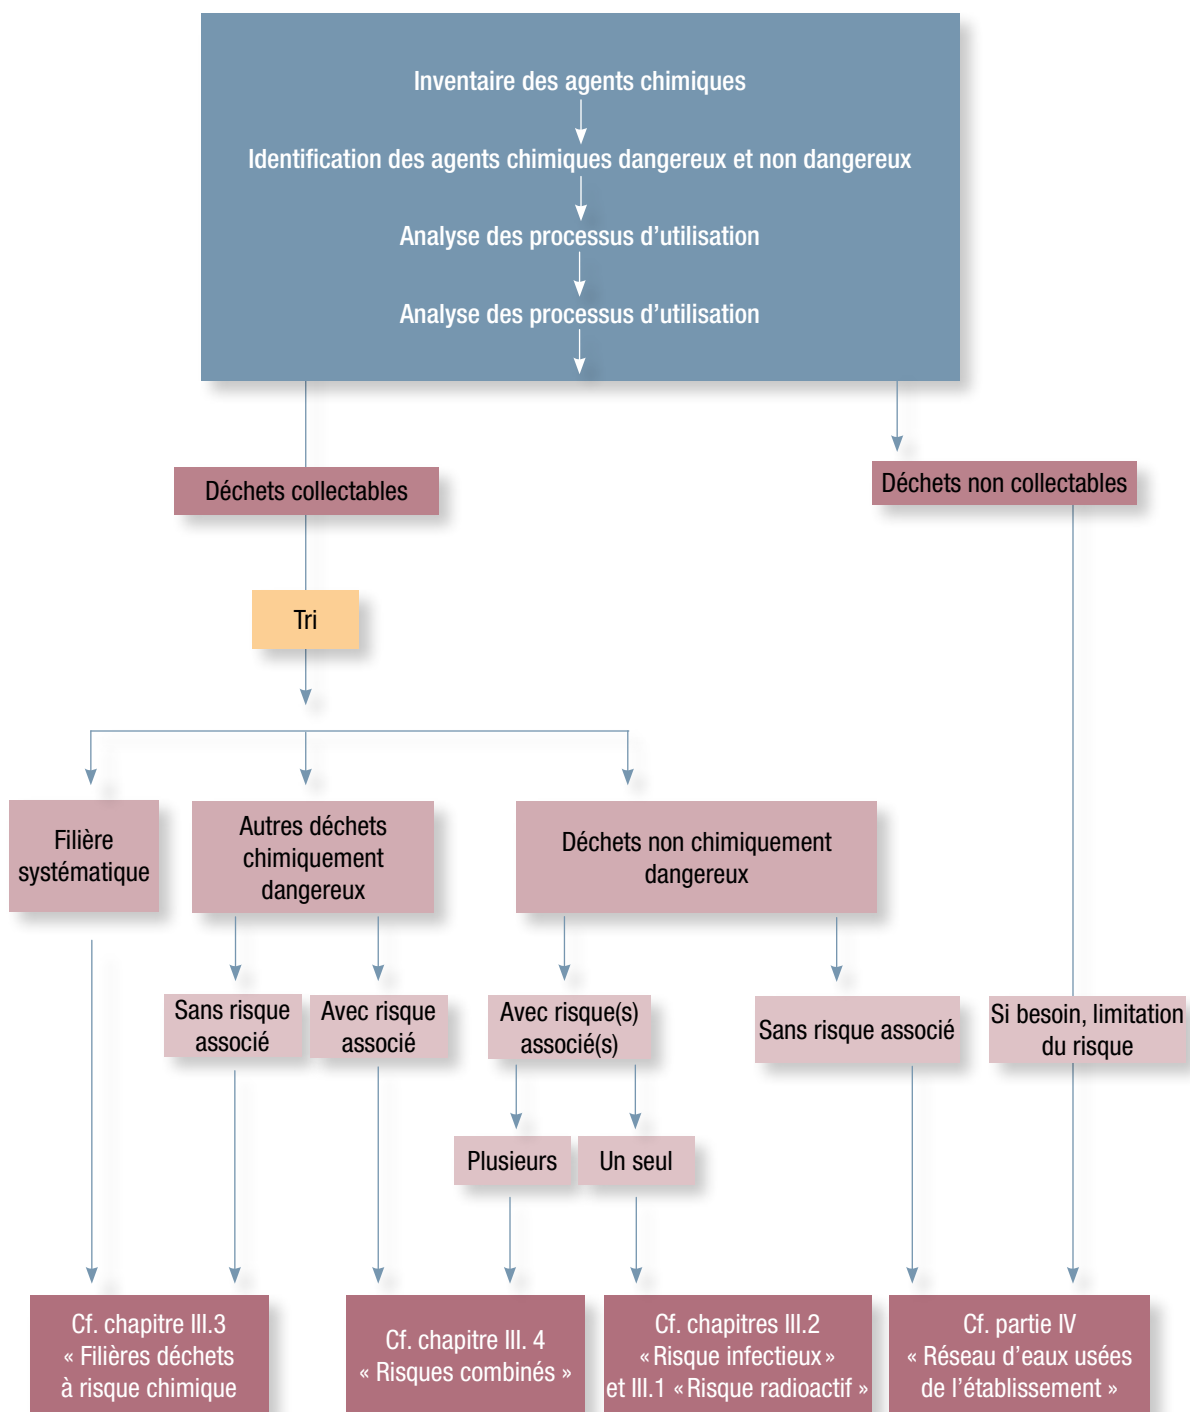 Inventaire des agents chimiques
Identification des agents chimiques dangereux et non dangereux
Analyse des processus d'utilisation
Analyse des processus d'utilisation
Déchets collectables
Déchets non collectables
Tri
Filière
systématique
Autres déchets
chimiquement
dangereux
Déchets non chimiquement
dangereux
Sans risque
associé
Avec risque
associé
Avec risque(s)
associé(s)
Sans risque associé
Si besoin, limitation
du risque
Plusieurs
Un seul
Cf. chapitre III.3
« Filières déchets
à risque chimique
Cf. chapitre III. 4
« Risques combinés »
Cf. chapitres III.2
« Risque infectieux »
et III.1 « Risque radioactif »
Cf. partie IV
« Réseau d'eaux usées
de l'établissement »